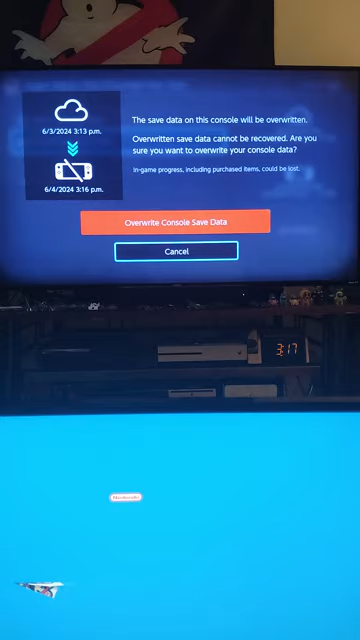 The save data on this console will be overwritten.
6/3/2024 3:13 p.m.
Overwritten save data cannot be recovered. Are you
sure you want to overwrite your console data?
In-game progress, including purchased items, could be lost.
6/4/2024 3:16 p.m.
Overwrite Console Save Data
Cancel
3:17
Nintendo